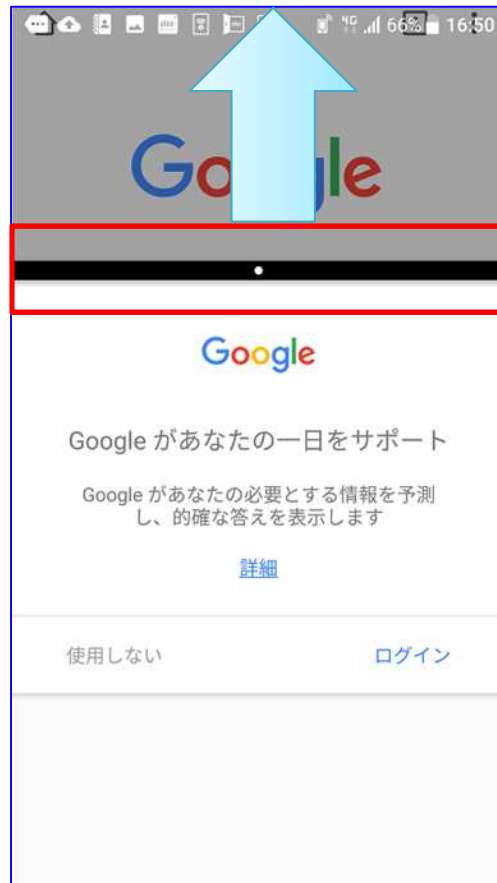 4G 66% 16:50
Google
Google
Google があなたの一日をサポート
Google があなたの必要とする情報を予測
し、的確な答えを表示します
詳細
使用しない ログイン